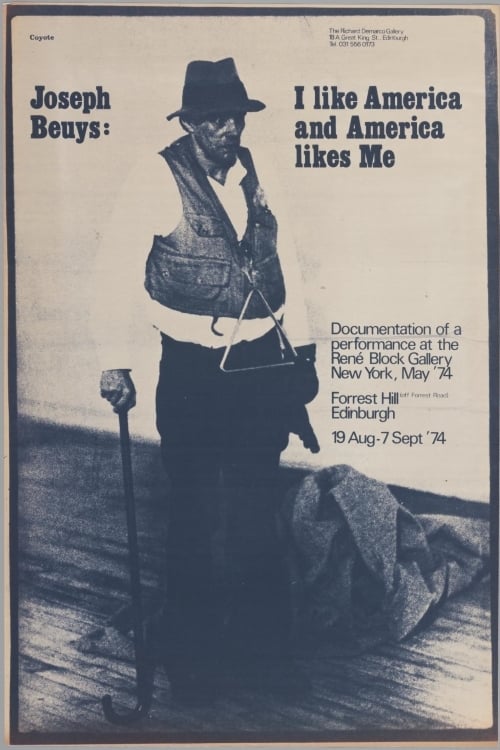 Coyote
The Richard Demarco Gallery
18A Great King St. Edinburgh
Tel. 031 556 0173
Joseph
Beuys:
I like America
and America
likes Me
Documentation of a
performance at the
René Block Gallery
New York, May '74
Forrest Hill (off Forrest Road)
Edinburgh
19 Aug-7 Sept '74